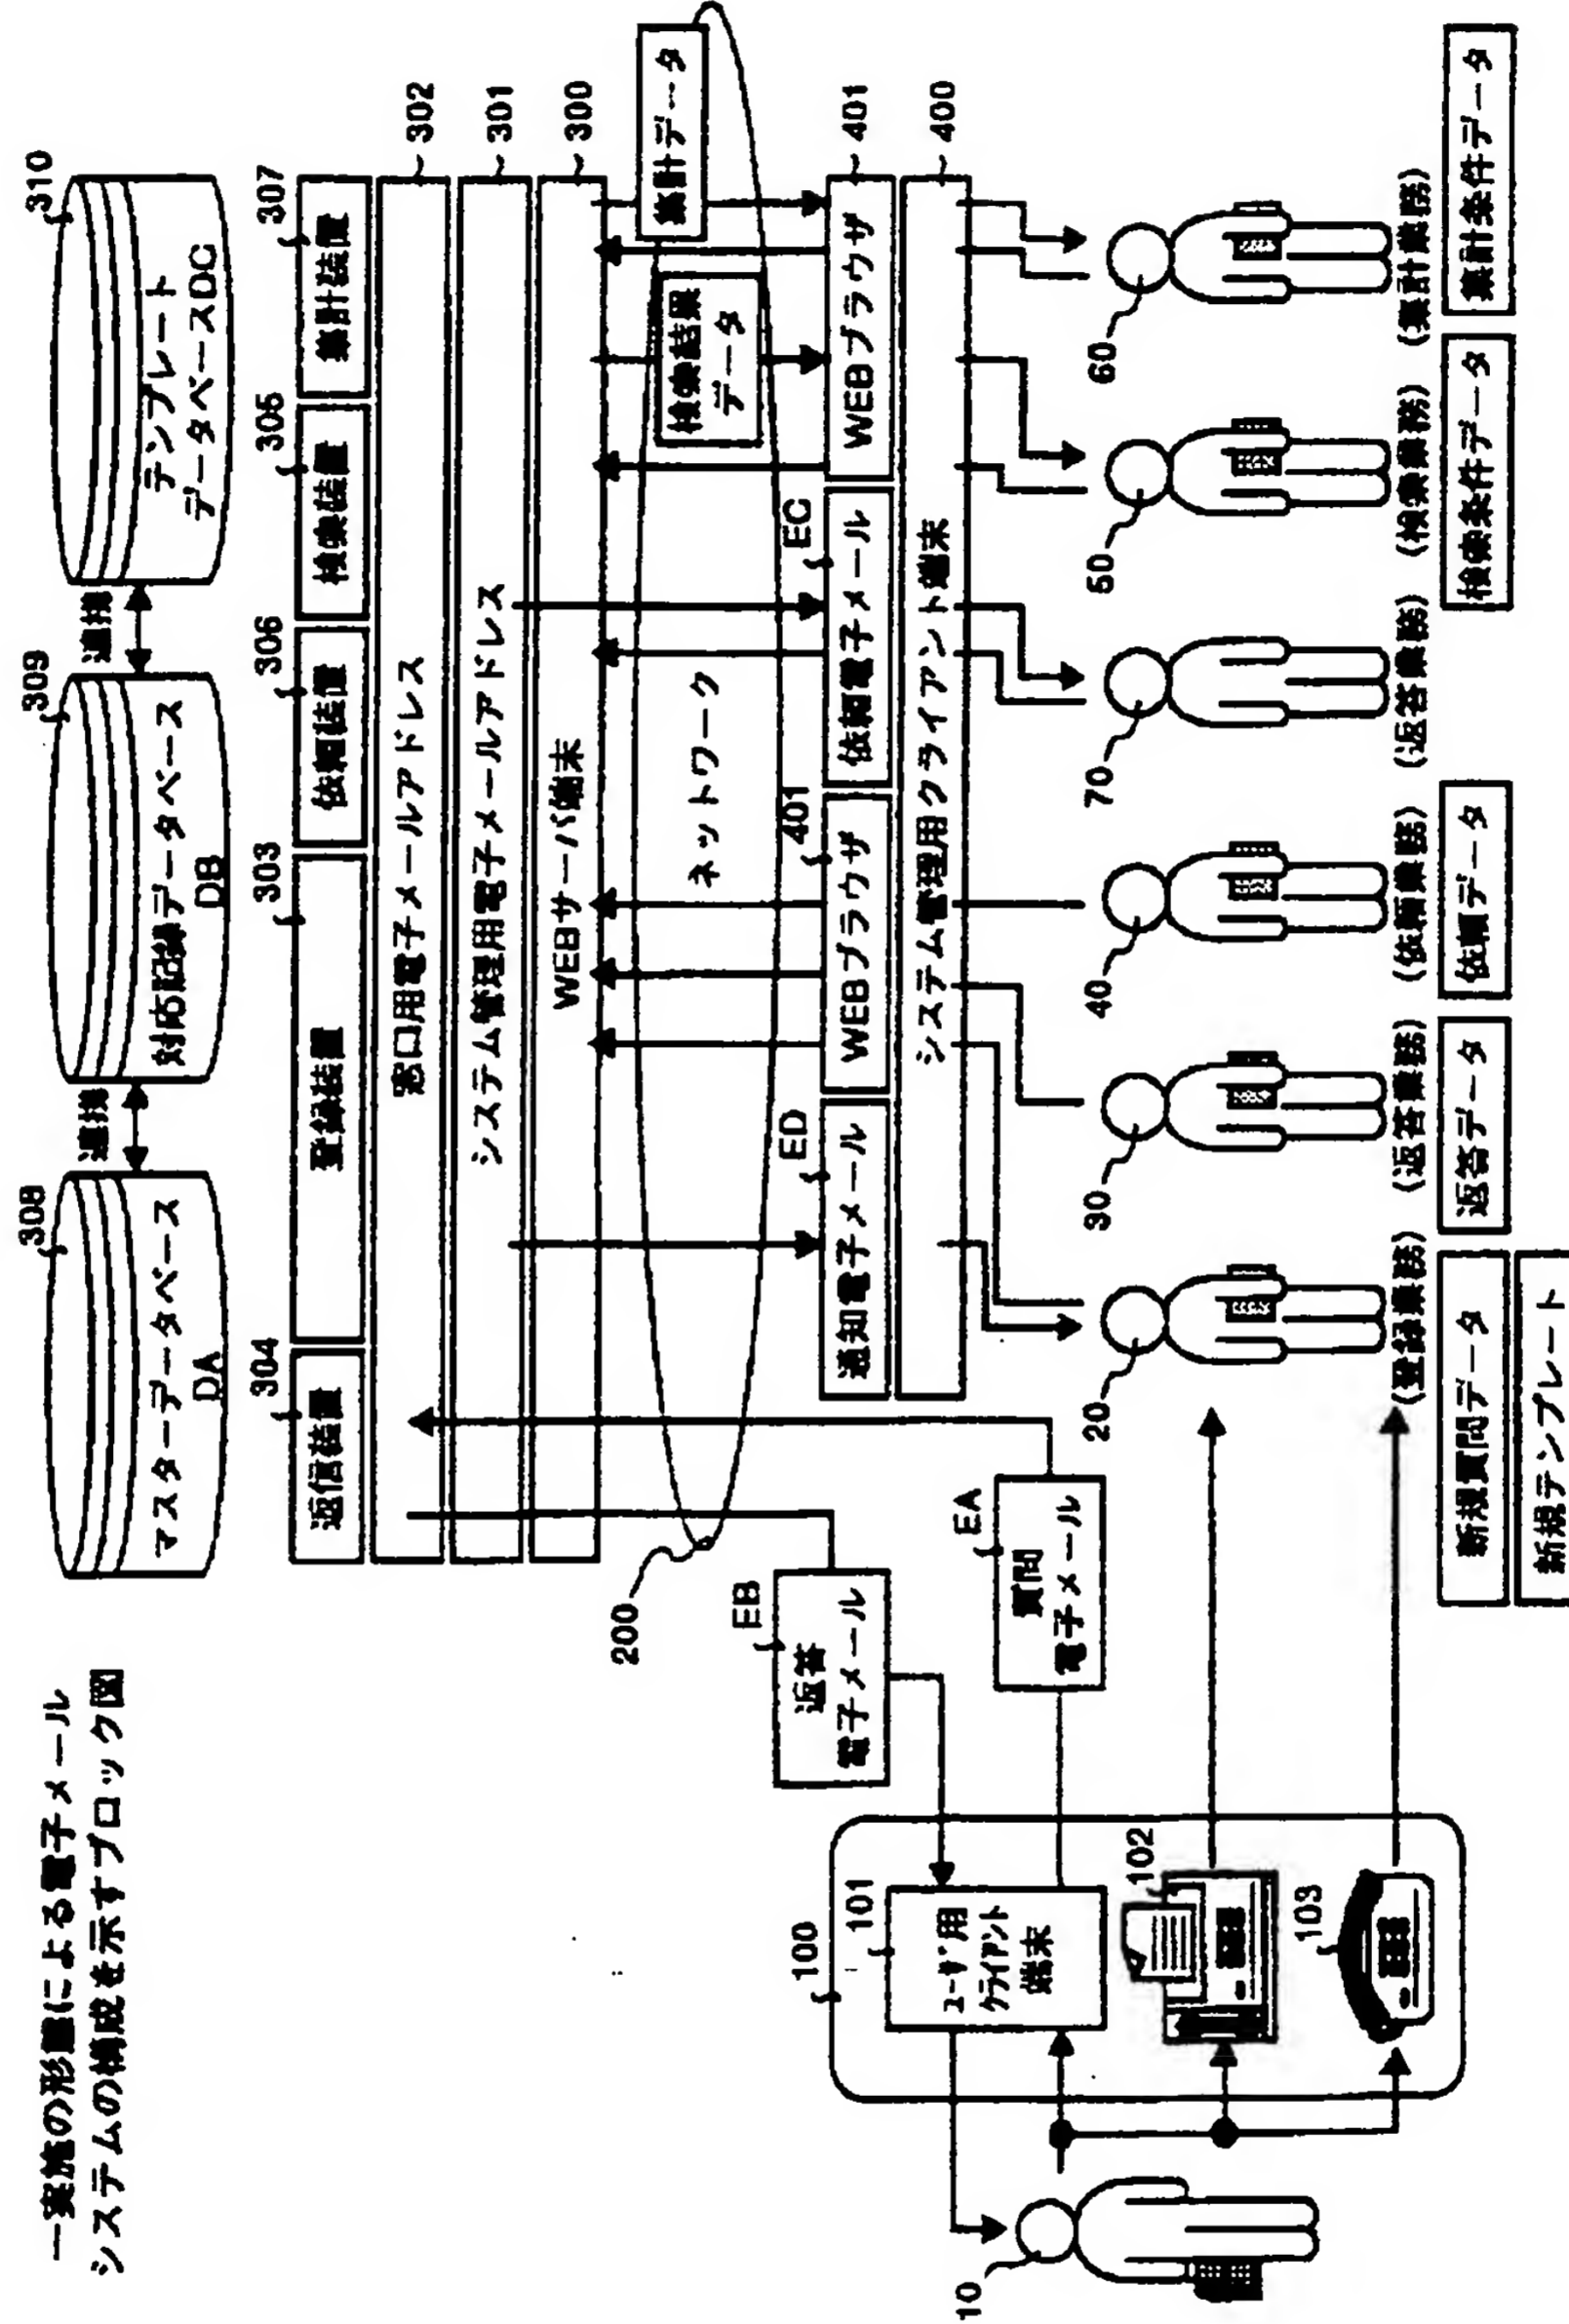 一実施の形態による電子メール
システムの構成を示すブロック図
308
マスターデータベース
DA
連携
309
対応記録データベース
DB
連携
310
テンプレート
データベースDC
304
返信装置
303
登録装置
306
依頼装置
305
検索装置
307
集計装置
窓口用電子メールアドレス
302
システム管理用電子メールアドレス
301
WEBサーバ端末
300
200
ネットワーク
検索結果
データ
集計データ
EB
返答
電子メール
EA
質問
電子メール
ED
通知電子メール
401
WEBブラウザ
EC
依頼電子メール
WEBブラウザ
401
システム管理用クライアント端末
400
100
101
ユーザ用
クライアント
端末
102
103
10
20
30
40
70
50
60
(登録業務)
(返答業務)
(依頼業務)
(返答業務)
(検索業務)
(集計業務)
新規質問データ
返答データ
依頼データ
検索条件データ
集計条件データ
新規テンプレート